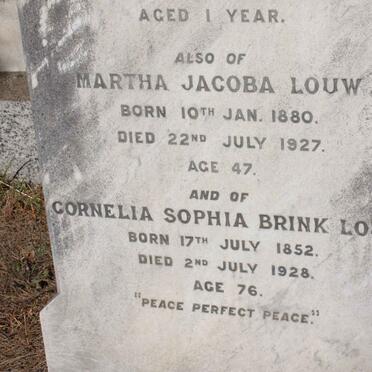 AGED 1 YEAR.
ALSO OF
MARTHA JACOBA LOUW
BORN 10TH JAN. 1880.
DIED 22ND JULY 1927.
AGE 47.
AND OF
CORNELIA SOPHIA BRINK LO
BORN 17TH JULY 1852.
DIED 2ND JULY 1928.
AGE 76.
"PEACE PERFECT PEACE."